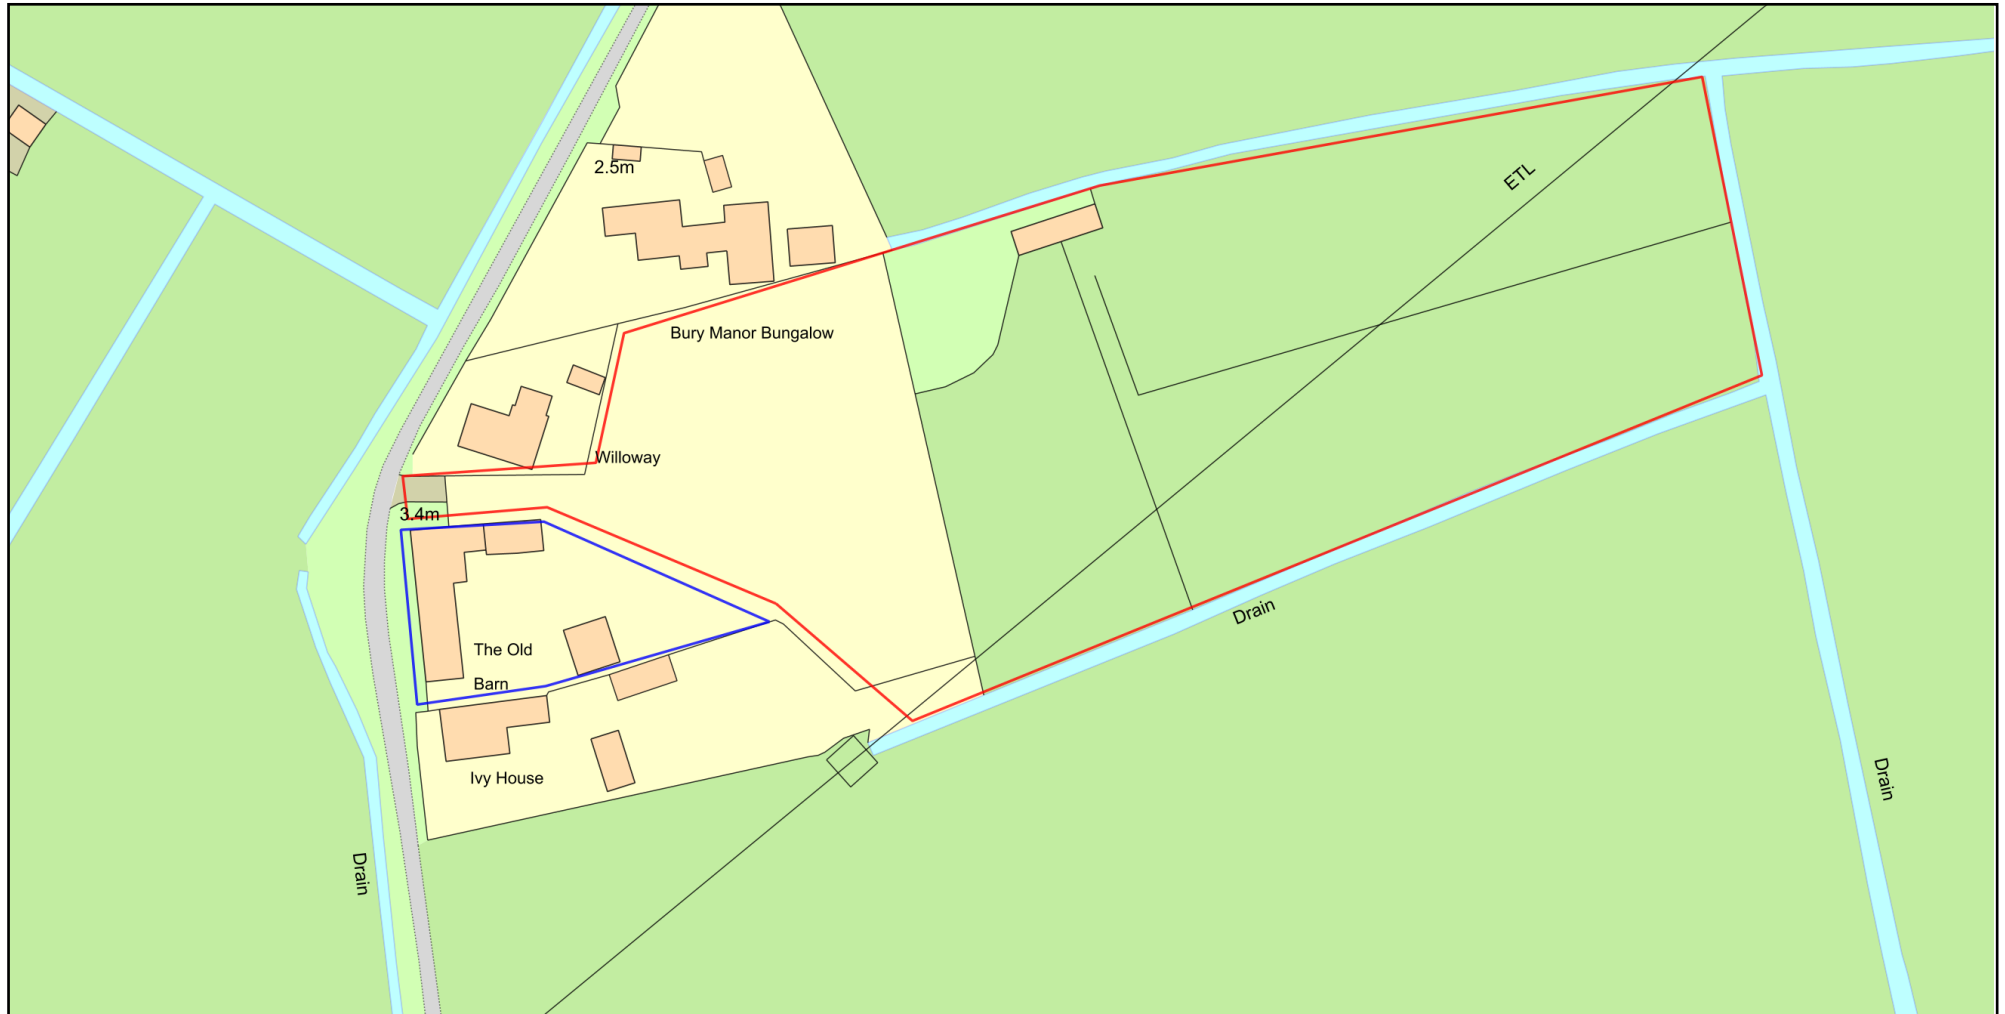 2.5m
ETL
Bury Manor Bungalow
Willoway
3.4m
Drain
The Old
Barn
Ivy House
Drain
Drain